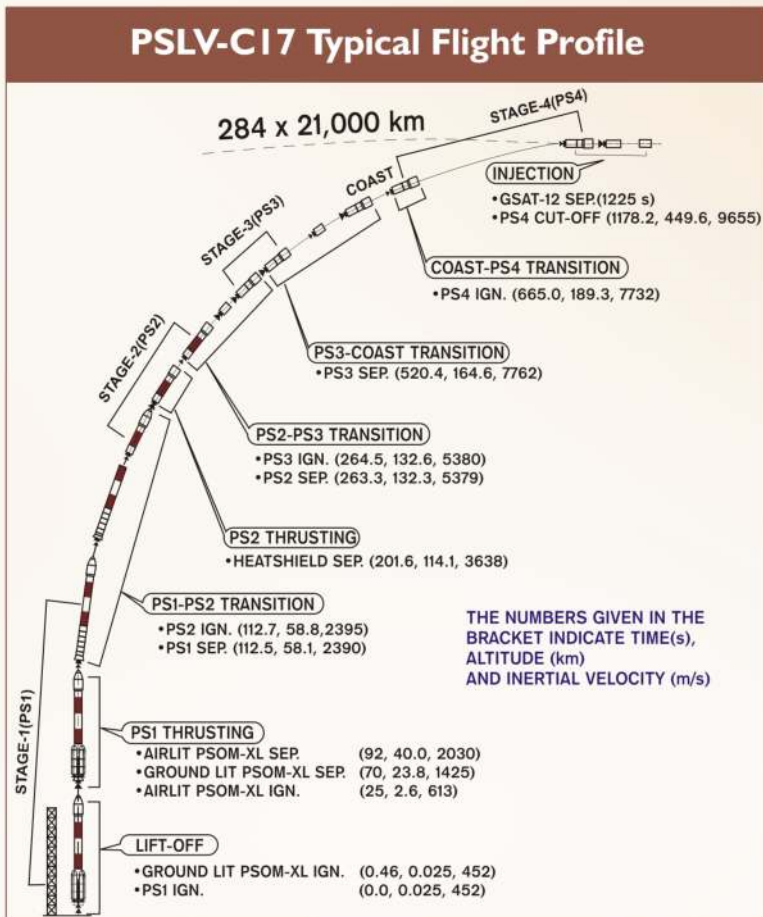 PSLV-C17 Typical Flight Profile
284 x 21,000 km
STAGE-4(PS4)
INJECTION
•GSAT-12 SEP.(1225 s)
•PS4 CUT-OFF (1178.2, 449.6, 9655)
COAST
COAST-PS4 TRANSITION
•PS4 IGN. (665.0, 189.3, 7732)
STAGE-3(PS3)
PS3-COAST TRANSITION
•PS3 SEP. (520.4, 164.6, 7762)
STAGE-2(PS2)
PS2-PS3 TRANSITION
•PS3 IGN. (264.5, 132.6, 5380)
•PS2 SEP. (263.3, 132.3, 5379)
PS2 THRUSTING
•HEATSHIELD SEP. (201.6, 114.1, 3638)
PS1-PS2 TRANSITION
•PS2 IGN. (112.7, 58.8,2395)
•PS1 SEP. (112.5, 58.1, 2390)
THE NUMBERS GIVEN IN THE
BRACKET INDICATE TIME(s),
ALTITUDE (km)
AND INERTIAL VELOCITY (m/s)
STAGE-1(PS1)
PS1 THRUSTING
•AIRLIT PSOM-XL SEP. (92, 40.0, 2030)
•GROUND LIT PSOM-XL SEP. (70, 23.8, 1425)
•AIRLIT PSOM-XL IGN. (25, 2.6, 613)
LIFT-OFF
•GROUND LIT PSOM-XL IGN. (0.46, 0.025, 452)
•PS1 IGN. (0.0, 0.025, 452)